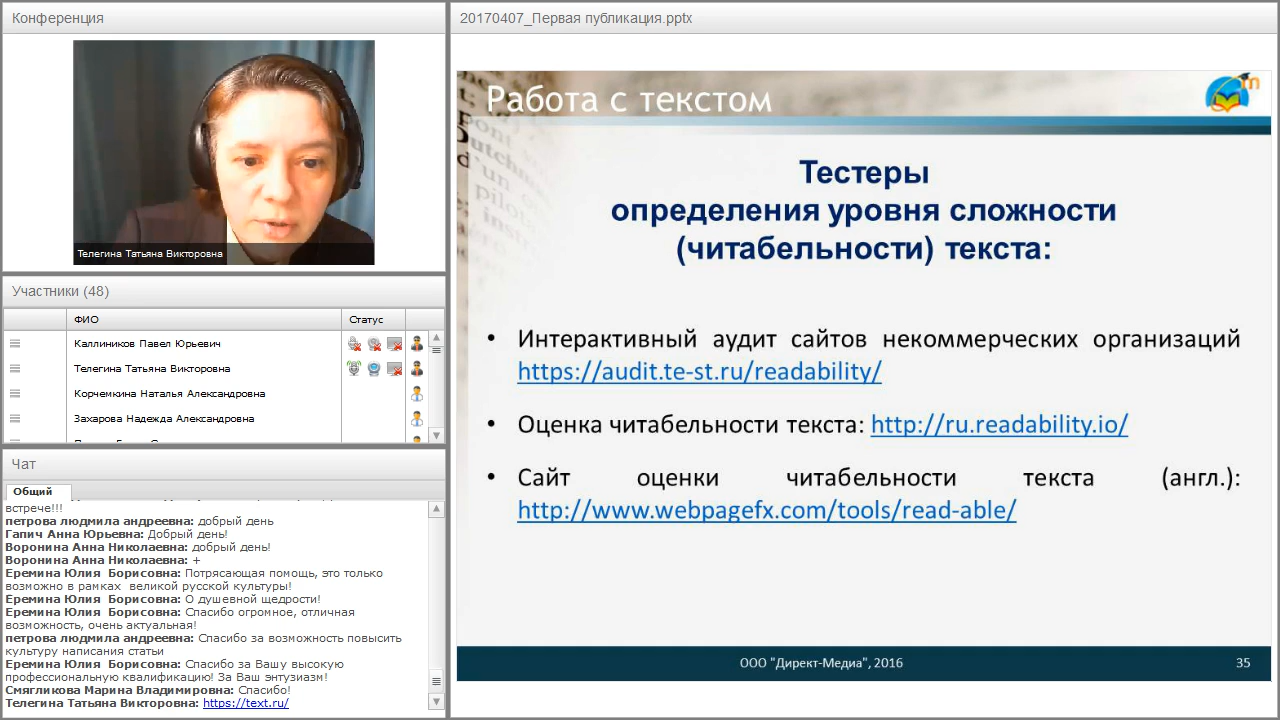 Конференция
Телегина Татьяна Викторовна
Участники (48)
ФИО
Статус
Каллиников Павел Юрьевич
Телегина Татьяна Викторовна
Корчемкина Наталья Александровна
Захарова Надежда Александровна
Чат
Общий
встрече!!!
петрова людмила андреевна: добрый день
Гапич Анна Юрьевна: Добрый день!
Воронина Анна Николаевна: добрый день!
Воронина Анна Николаевна: +
Еремина Юлия Борисовна: Потрясающая помощь, это только
возможно в рамках великой русской культуры!
Еремина Юлия Борисовна: О душевной щедрости!
Еремина Юлия Борисовна: Спасибо огромное, отличная
возможность, очень актуальная!
петрова людмила андреевна: Спасибо за возможность повысить
культуру написания статьи
Еремина Юлия Борисовна: Спасибо за Вашу высокую
профессиональную квалификацию! За Ваш энтузиазм!
Смягликова Марина Владимировна: Спасибо!
Телегина Татьяна Викторовна: https://text.ru/
20170407_Первая публикация.pptx
Работа с текстом
Тестеры
определения уровня сложности
(читабельности) текста:
• Интерактивный аудит сайтов некоммерческих организаций
https://audit.te-st.ru/readability/
• Оценка читабельности текста: http://ru.readability.io/
• Сайт оценки читабельности текста (англ.):
http://www.webpagefx.com/tools/read-able/
ООО "Директ-Медиа", 2016
35